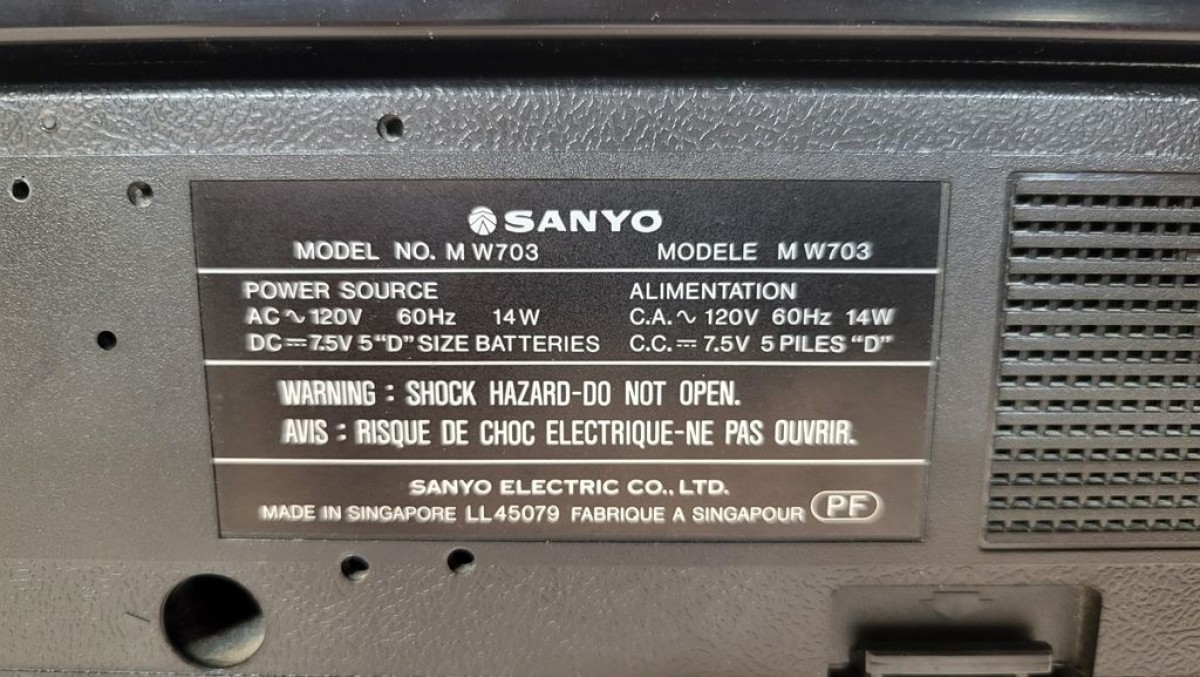 SANYO
MODEL NO. M W703 MODELE M W703
POWER SOURCE ALIMENTATION
AC ∿ 120V 60Hz 14W C.A. ∿ 120V 60Hz 14W
DC ⎓ 7.5V 5 "D" SIZE BATTERIES C.C. ⎓ 7.5V 5 PILES "D"
WARNING : SHOCK HAZARD-DO NOT OPEN.
AVIS : RISQUE DE CHOC ELECTRIQUE-NE PAS OUVRIR.
SANYO ELECTRIC CO., LTD.
MADE IN SINGAPORE LL45079 FABRIQUE A SINGAPOUR PF